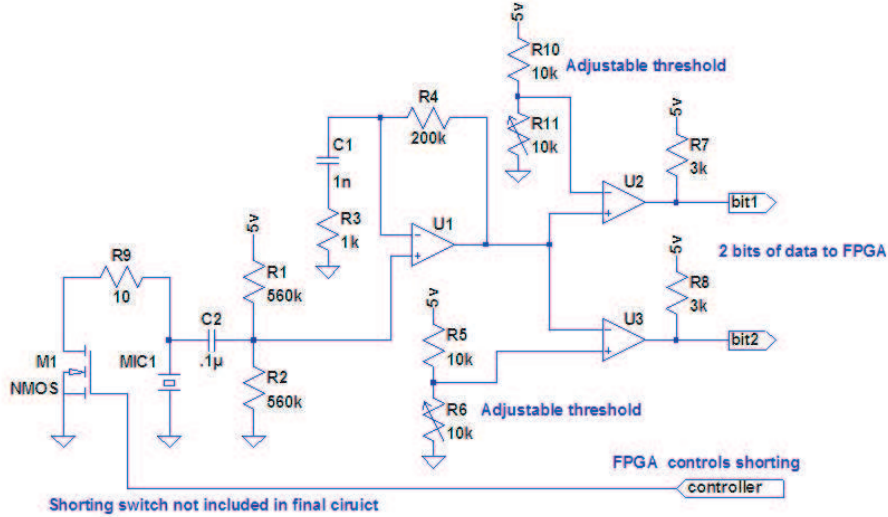 5v
R10
10k
Adjustable threshold
R4
200k
R11
10k
5v
R7
3k
C1
1n
U2
bit1
R3
1k
U1
5v
R9
10
R1
560k
5v
R8
3k
2 bits of data to FPGA
C2
.1µ
5v
R5
10k
U3
bit2
M1
NMOS
MIC1
R2
560k
R6
10k
Adjustable threshold
FPGA controls shorting
controller
Shorting switch not included in final ciruict